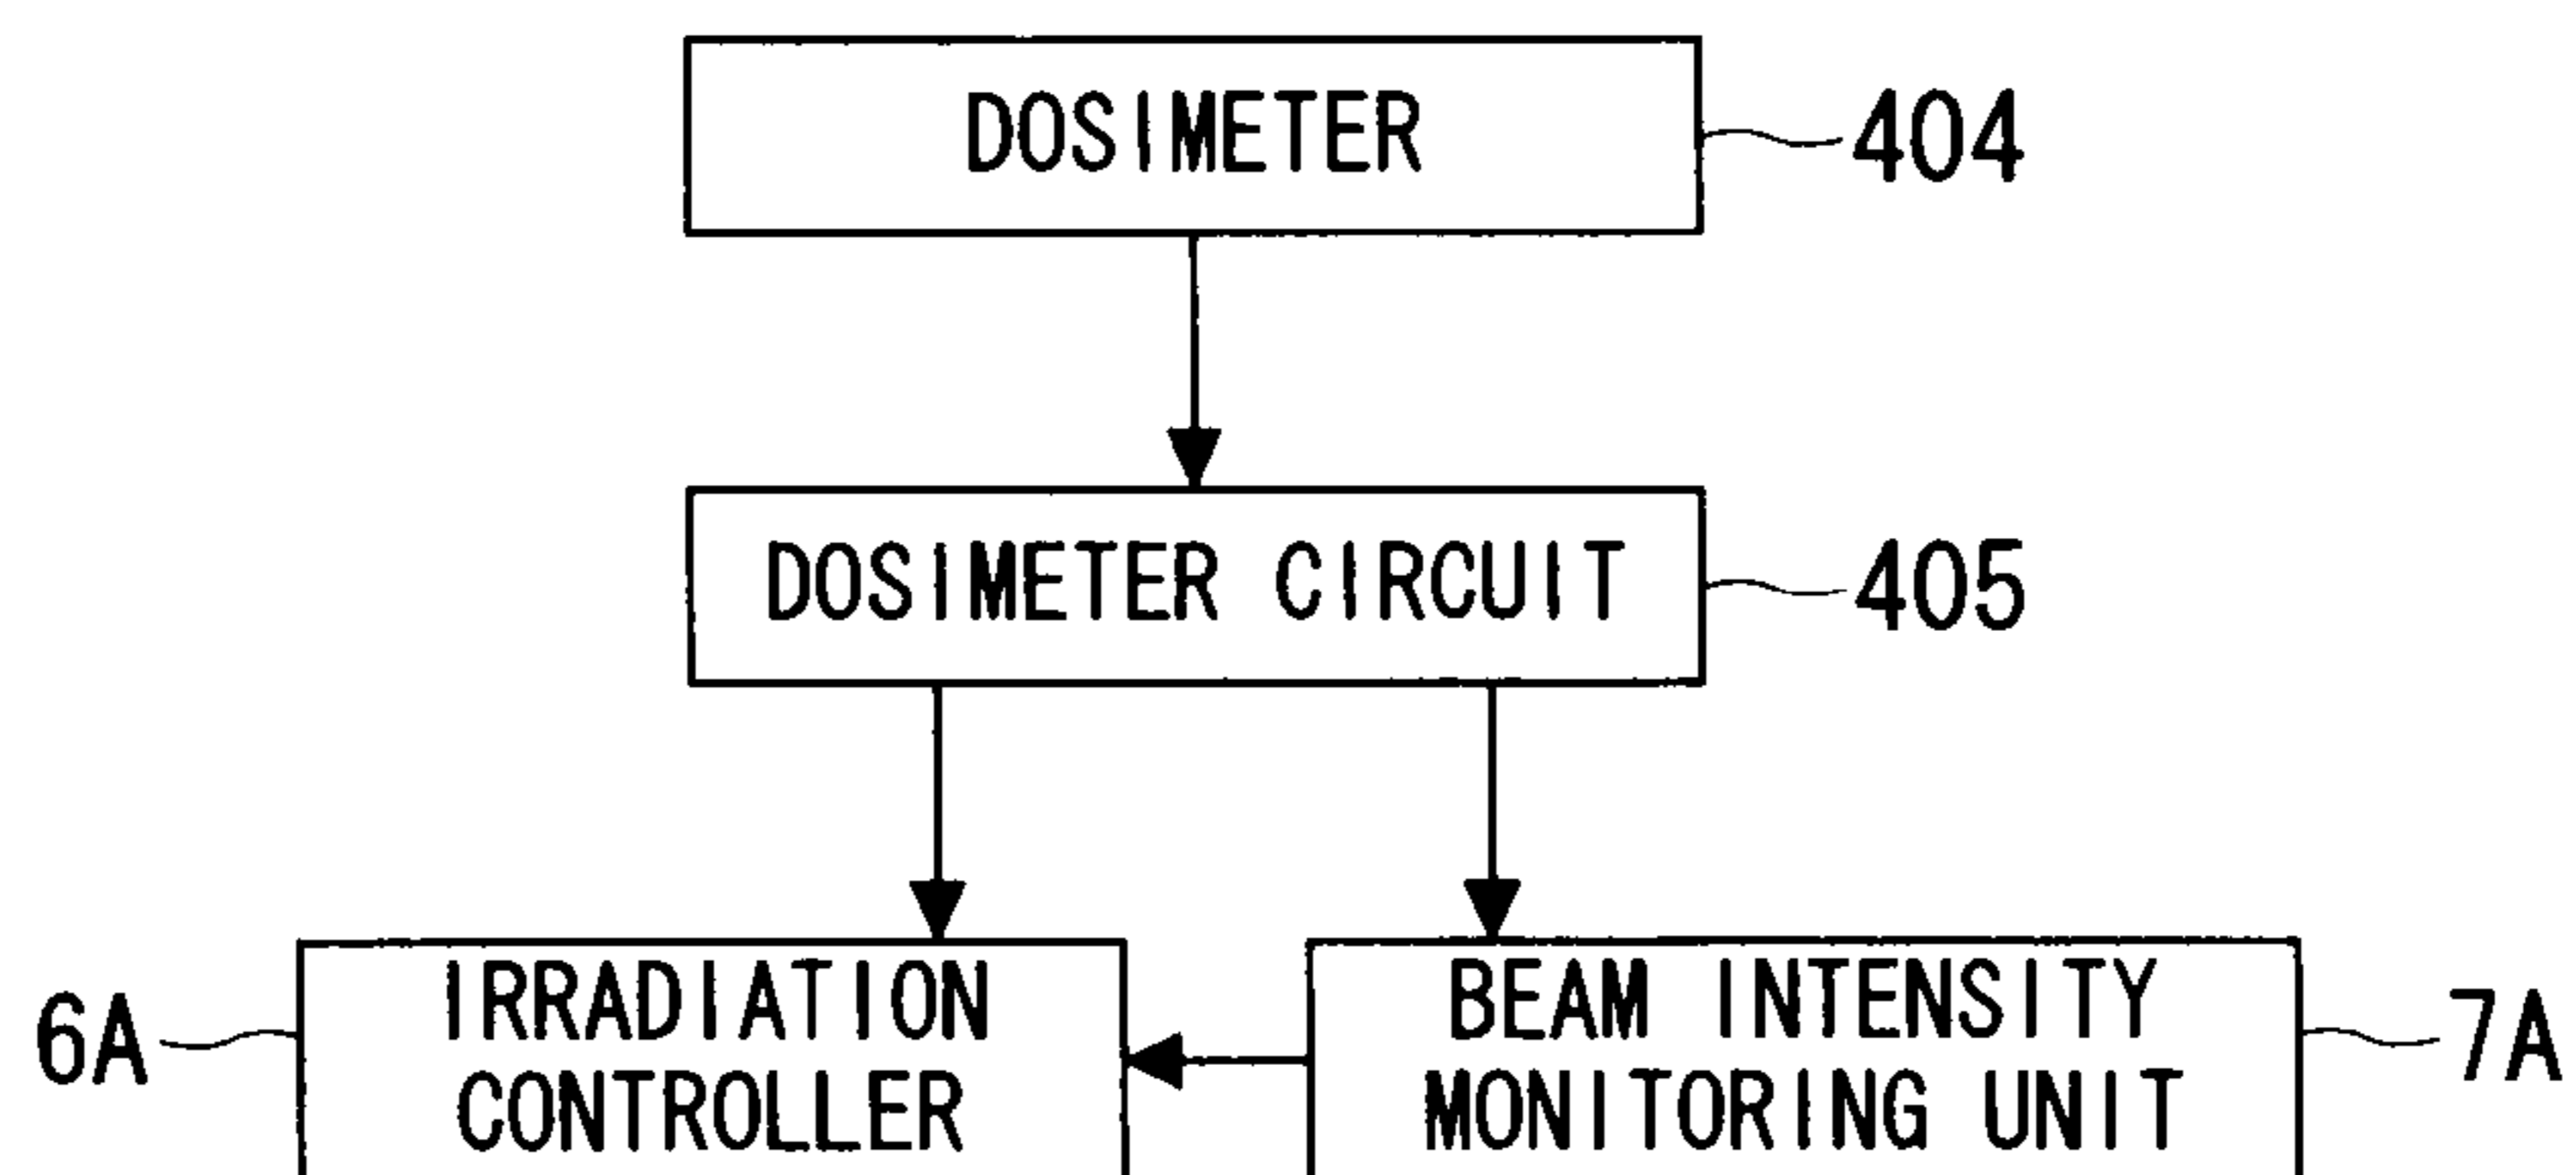 DOSIMETER
404
DOSIMETER CIRCUIT
405
6A
IRRADIATION
CONTROLLER
BEAM INTENSITY
MONITORING UNIT
7A